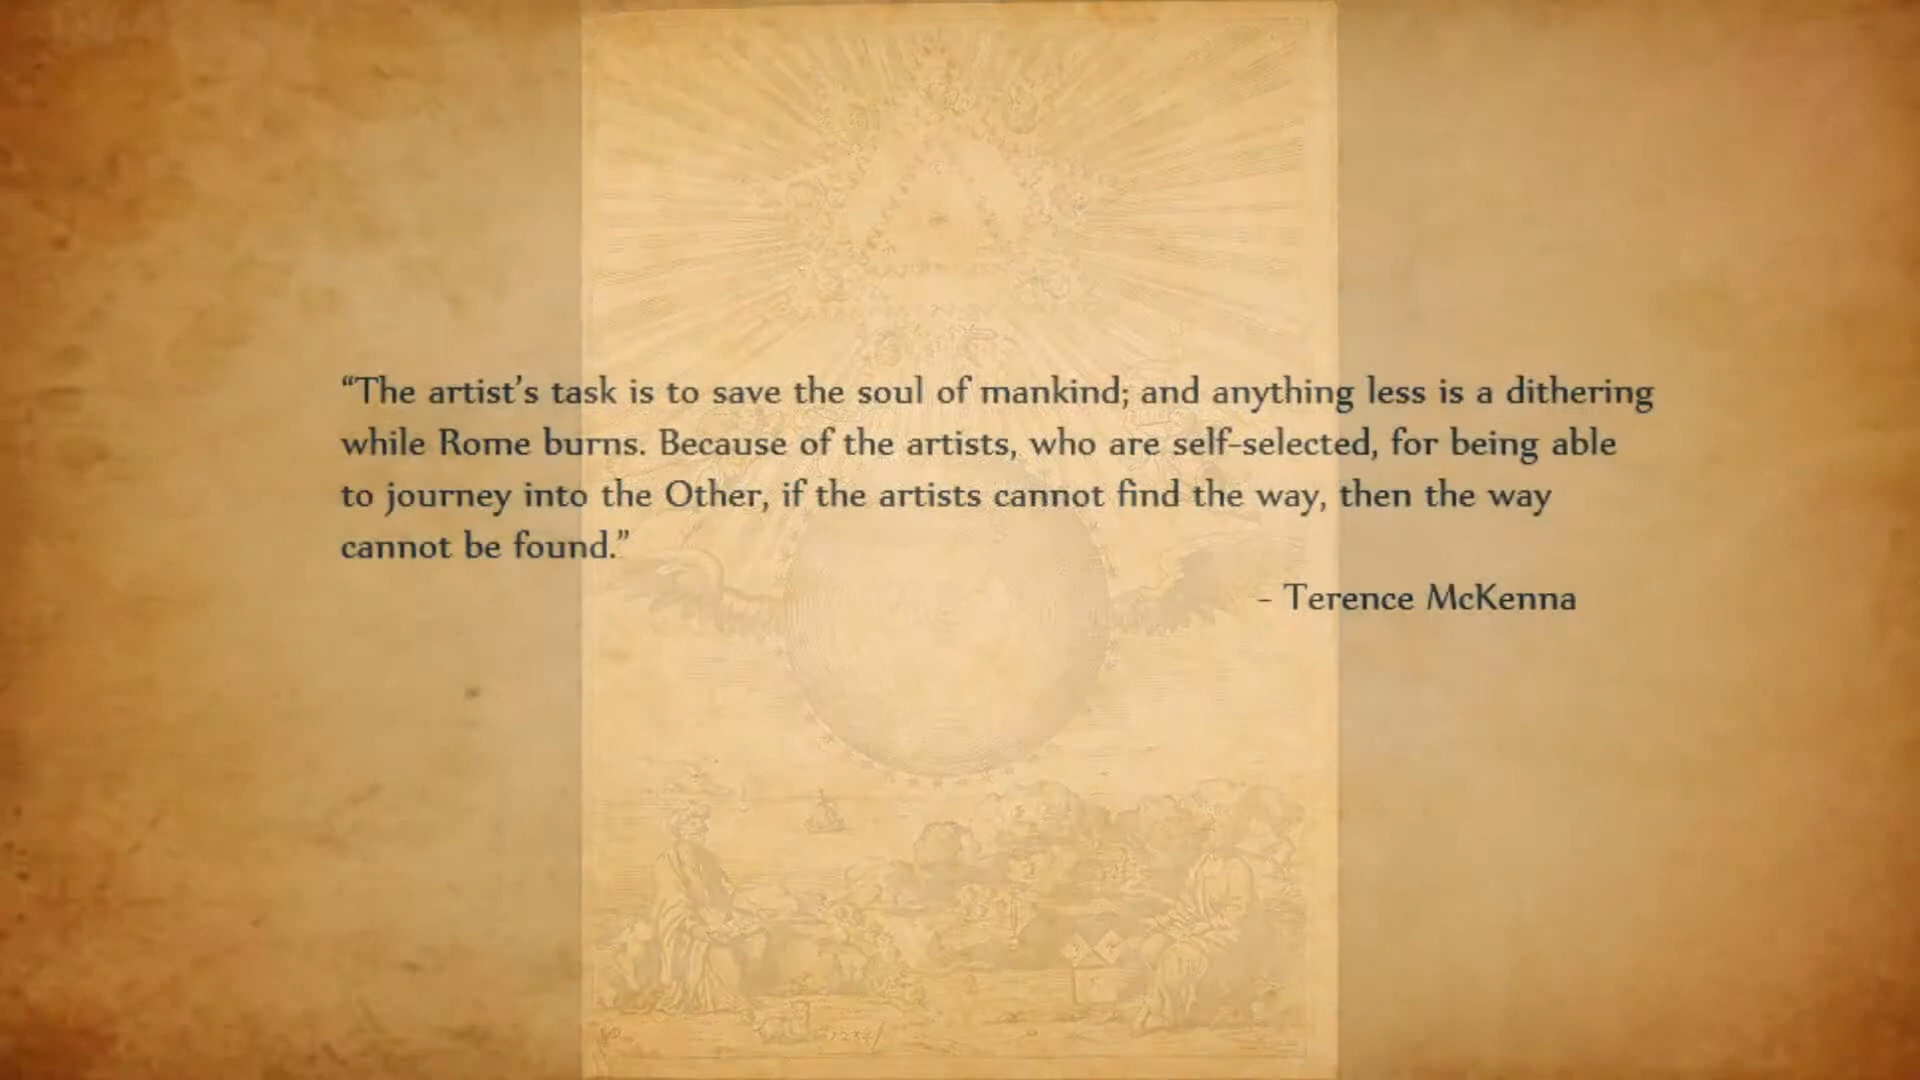 “The artist’s task is to save the soul of mankind; and anything less is a dithering
while Rome burns. Because of the artists, who are self-selected, for being able
to journey into the Other, if the artists cannot find the way, then the way
cannot be found.”
- Terence McKenna